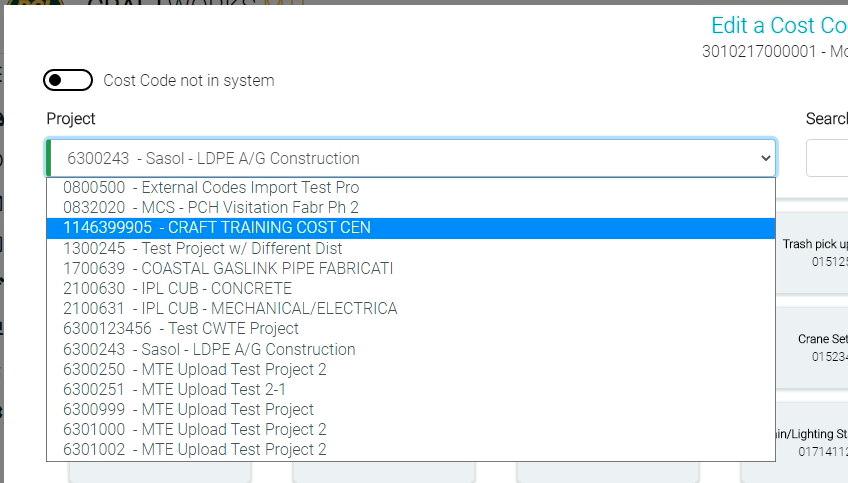 Edit a Cost Co
3010217000001 - Mo
Cost Code not in system
Project
Search
6300243 - Sasol - LDPE A/G Construction
0800500 - External Codes Import Test Pro
0832020 - MCS - PCH Visitation Fabr Ph 2
1146399905 - CRAFT TRAINING COST CEN
1300245 - Test Project w/ Different Dist
1700639 - COASTAL GASLINK PIPE FABRICATI
2100630 - IPL CUB - CONCRETE
2100631 - IPL CUB - MECHANICAL/ELECTRICA
6300123456 - Test CWTE Project
6300243 - Sasol - LDPE A/G Construction
6300250 - MTE Upload Test Project 2
6300251 - MTE Upload Test 2-1
6300999 - MTE Upload Test Project
6301000 - MTE Upload Test Project 2
6301002 - MTE Upload Test Project 2
Trash pick up
015125
Crane Set
015234
in/Lighting St
01714112